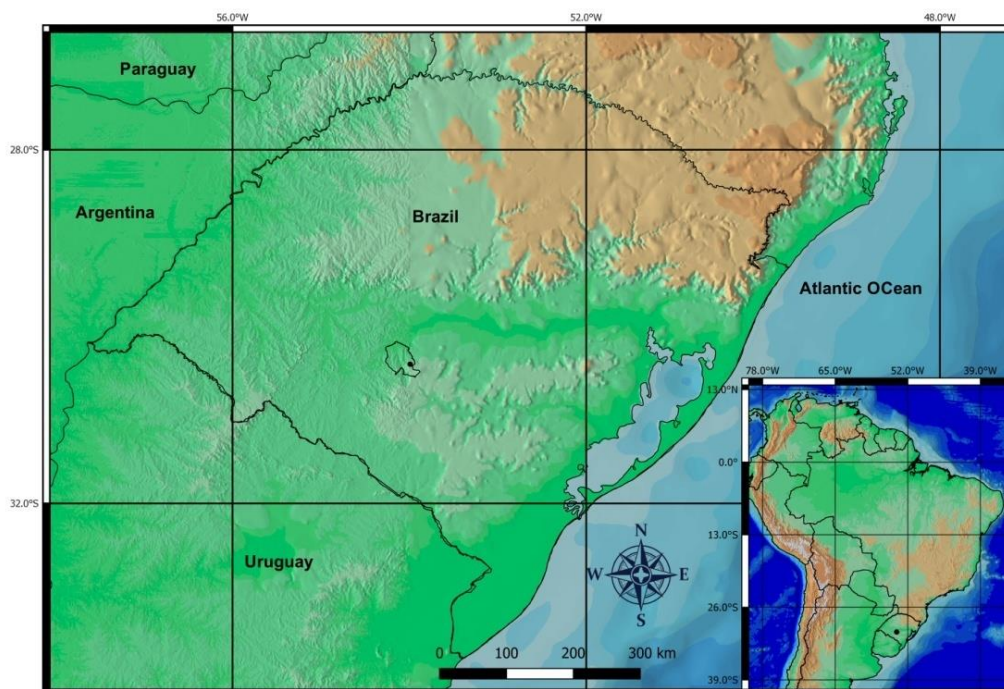 56.0°W 52.0°W 48.0°W
Paraguay
28.0°S
Argentina
Brazil
Atlantic OCean
32.0°S
Uruguay
N
W E
S
0 100 200 300 km
78.0°W 65.0°W 52.0°W 39.0°W
13.0°N
0.0°
13.0°S
26.0°S
39.0°S